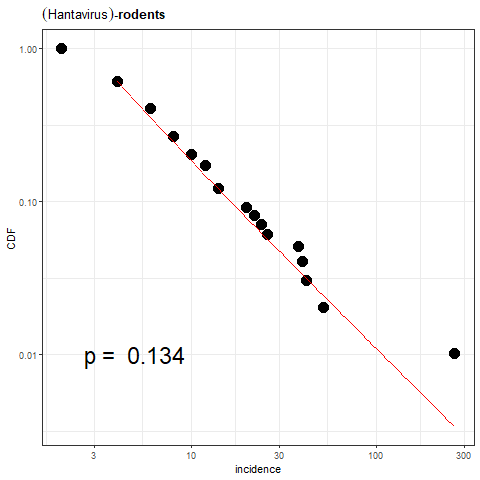 (Hantavirus)-rodents
1.00
0.10
0.01
CDF
p = 0.134
3 10 30 100 300
incidence